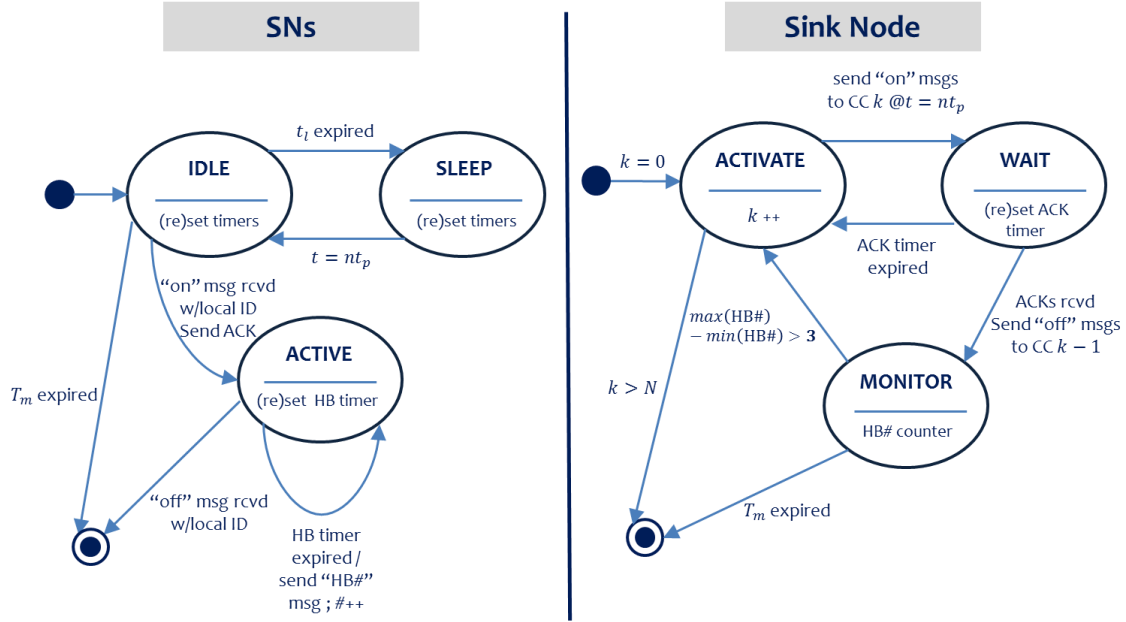 SNs
IDLE
(re)set timers
t_l expired
SLEEP
(re)set timers
t = nt_p
"on" msg rcvd
w/local ID
Send ACK
ACTIVE
(re)set HB timer
T_m expired
"off" msg rcvd
w/local ID
HB timer
expired /
send "HB#"
msg ; #++
Sink Node
send "on" msgs
to CC k @t = nt_p
k = 0
ACTIVATE
k ++
WAIT
(re)set ACK
timer
ACK timer
expired
ACKs rcvd
Send "off" msgs
to CC k − 1
max(HB#)
− min(HB#) > 3
k > N
MONITOR
HB# counter
T_m expired